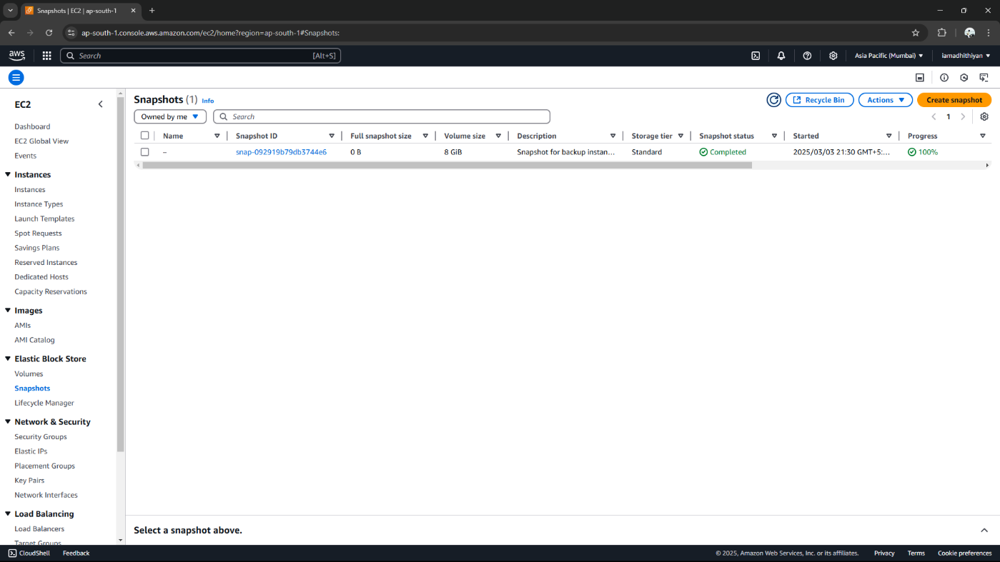 Snapshots | EC2 | ap-south-1
ap-south-1.console.aws.amazon.com/ec2/home?region=ap-south-1#Snapshots:
aws
Search [Alt+S]
Asia Pacific (Mumbai)
iamadhithiyan
EC2
Dashboard
EC2 Global View
Events
Instances
Instances
Instance Types
Launch Templates
Spot Requests
Savings Plans
Reserved Instances
Dedicated Hosts
Capacity Reservations
Images
AMIs
AMI Catalog
Elastic Block Store
Volumes
Snapshots
Lifecycle Manager
Network & Security
Security Groups
Elastic IPs
Placement Groups
Key Pairs
Network Interfaces
Load Balancing
Load Balancers
Target Groups
Snapshots (1) Info
Recycle Bin
Actions
Create snapshot
Owned by me
Search
1
Name Snapshot ID Full snapshot size Volume size Description Storage tier Snapshot status Started Progress
– snap-092919b79db3744e6 0 B 8 GiB Snapshot for backup instan... Standard Completed 2025/03/03 21:30 GMT+5:... 100%
Select a snapshot above.
CloudShell Feedback © 2025, Amazon Web Services, Inc. or its affiliates. Privacy Terms Cookie preferences